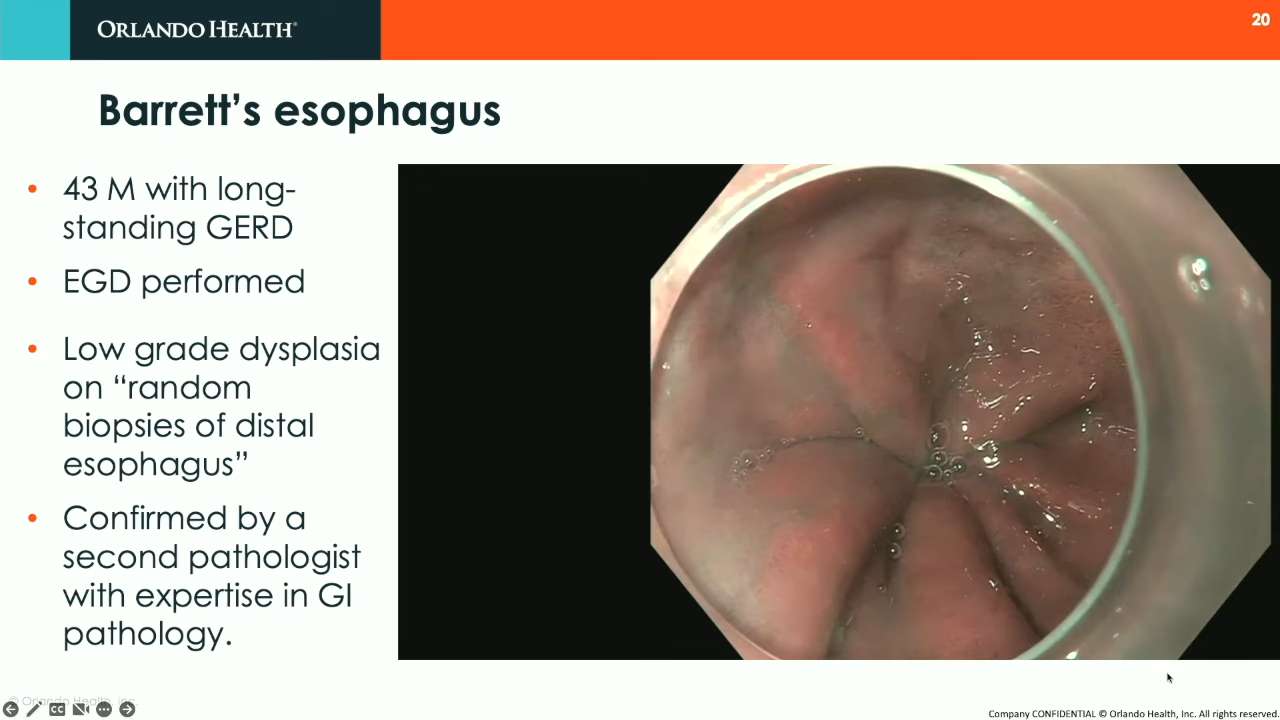 ORLANDO HEALTH®
20
Barrett’s esophagus
• 43 M with long-
standing GERD
• EGD performed
• Low grade dysplasia
on “random
biopsies of distal
esophagus”
• Confirmed by a
second pathologist
with expertise in GI
pathology.
© Orlando Health, Inc.
CC
Company CONFIDENTIAL © Orlando Health, Inc. All rights reserved.